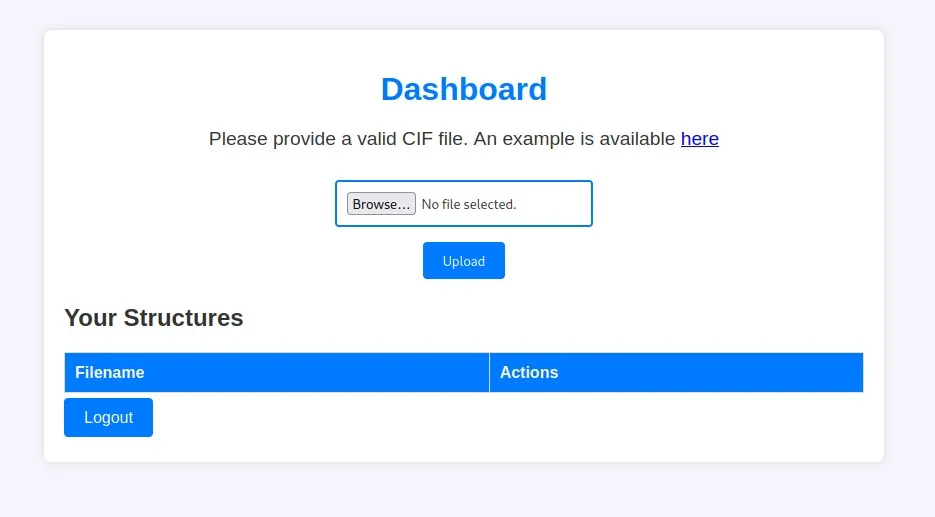 Dashboard
Please provide a valid CIF file. An example is available here
Browse... No file selected.
Upload
Your Structures
Filename Actions
Logout